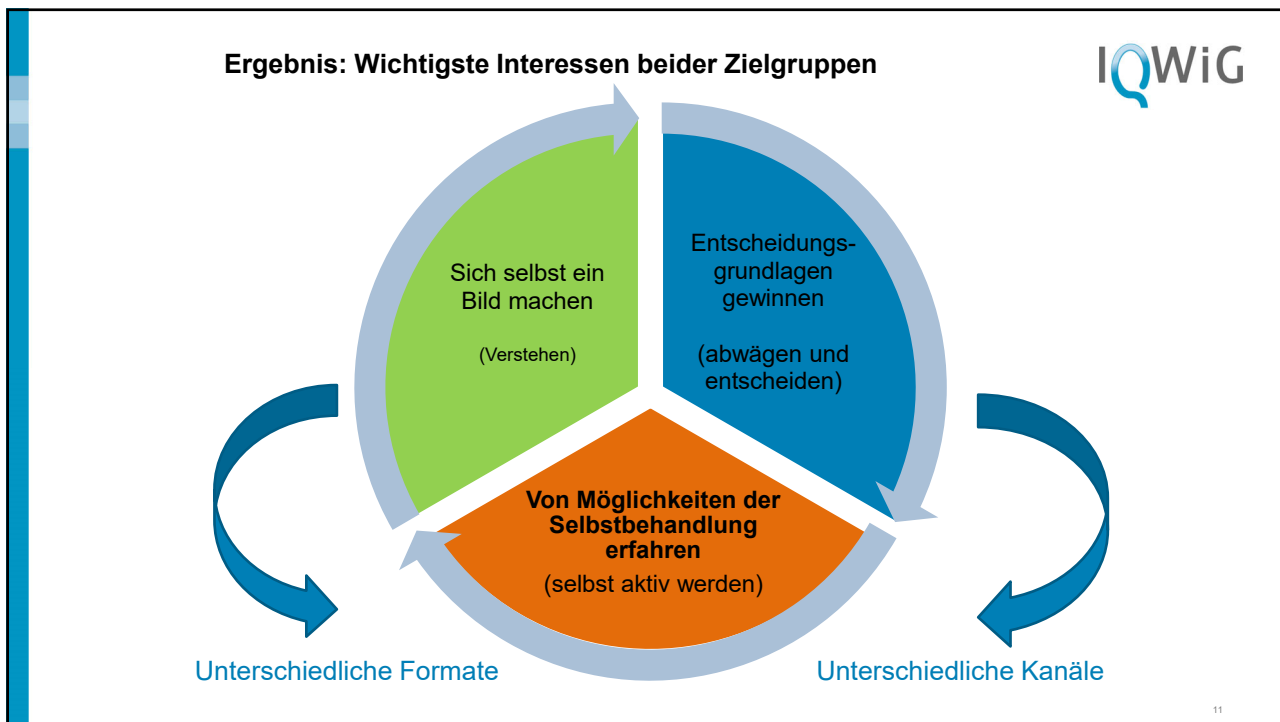 Ergebnis: Wichtigste Interessen beider Zielgruppen
IQWiG
Sich selbst ein
Bild machen
(Verstehen)
Entscheidungs-
grundlagen
gewinnen
(abwägen und
entscheiden)
Von Möglichkeiten der
Selbstbehandlung
erfahren
(selbst aktiv werden)
Unterschiedliche Formate
Unterschiedliche Kanäle
11